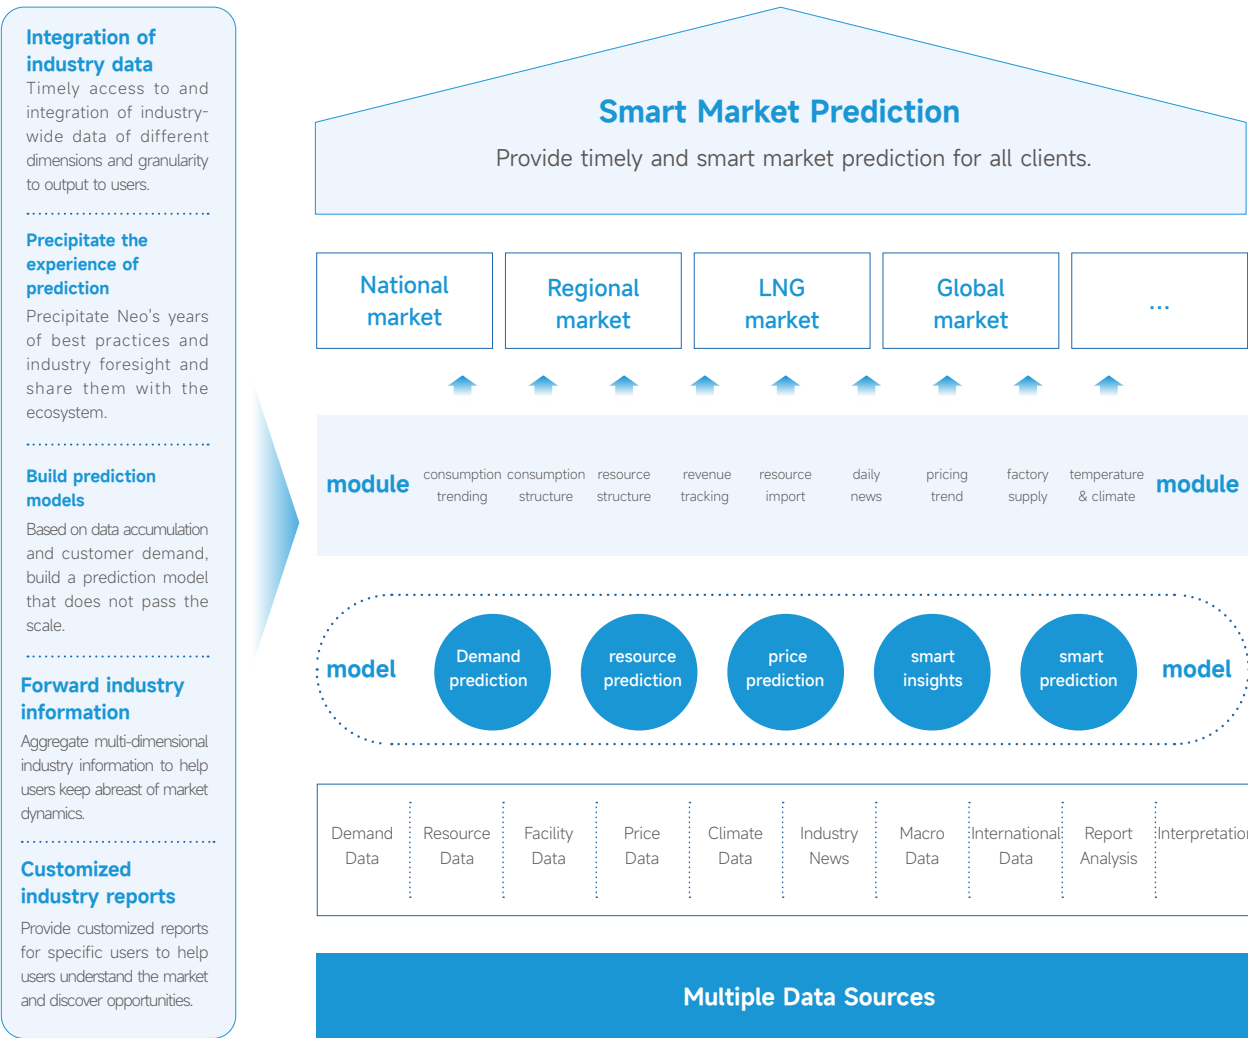 Integration of
industry data
Timely access to and
integration of industry-
wide data of different
dimensions and granularity
to output to users.
Precipitate the
experience of
prediction
Precipitate Neo's years
of best practices and
industry foresight and
share them with the
ecosystem.
Build prediction
models
Based on data accumulation
and customer demand,
build a prediction model
that does not pass the
scale.
Forward industry
information
Aggregate multi-dimensional
industry information to help
users keep abreast of market
dynamics.
Customized
industry reports
Provide customized reports
for specific users to help
users understand the market
and discover opportunities.
Smart Market Prediction
Provide timely and smart market prediction for all clients.
National
market
Regional
market
LNG
market
Global
market
...
module
consumption
trending
consumption
structure
resource
structure
revenue
tracking
resource
import
daily
news
pricing
trend
factory
supply
temperature
& climate
module
model
Demand
prediction
resource
prediction
price
prediction
smart
insights
smart
prediction
model
Demand
Data
Resource
Data
Facility
Data
Price
Data
Climate
Data
Industry
News
Macro
Data
International
Data
Report
Analysis
Interpretation
Multiple Data Sources